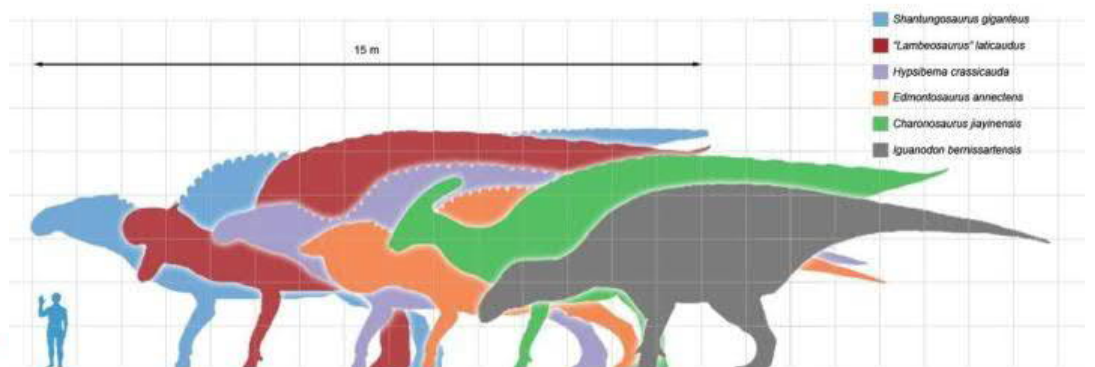 15 m
Shantungosaurus giganteus
"Lambeosaurus" laticaudus
Hypsibema crassicauda
Edmontosaurus annectens
Charonosaurus jiayinensis
Iguanodon bernissartensis